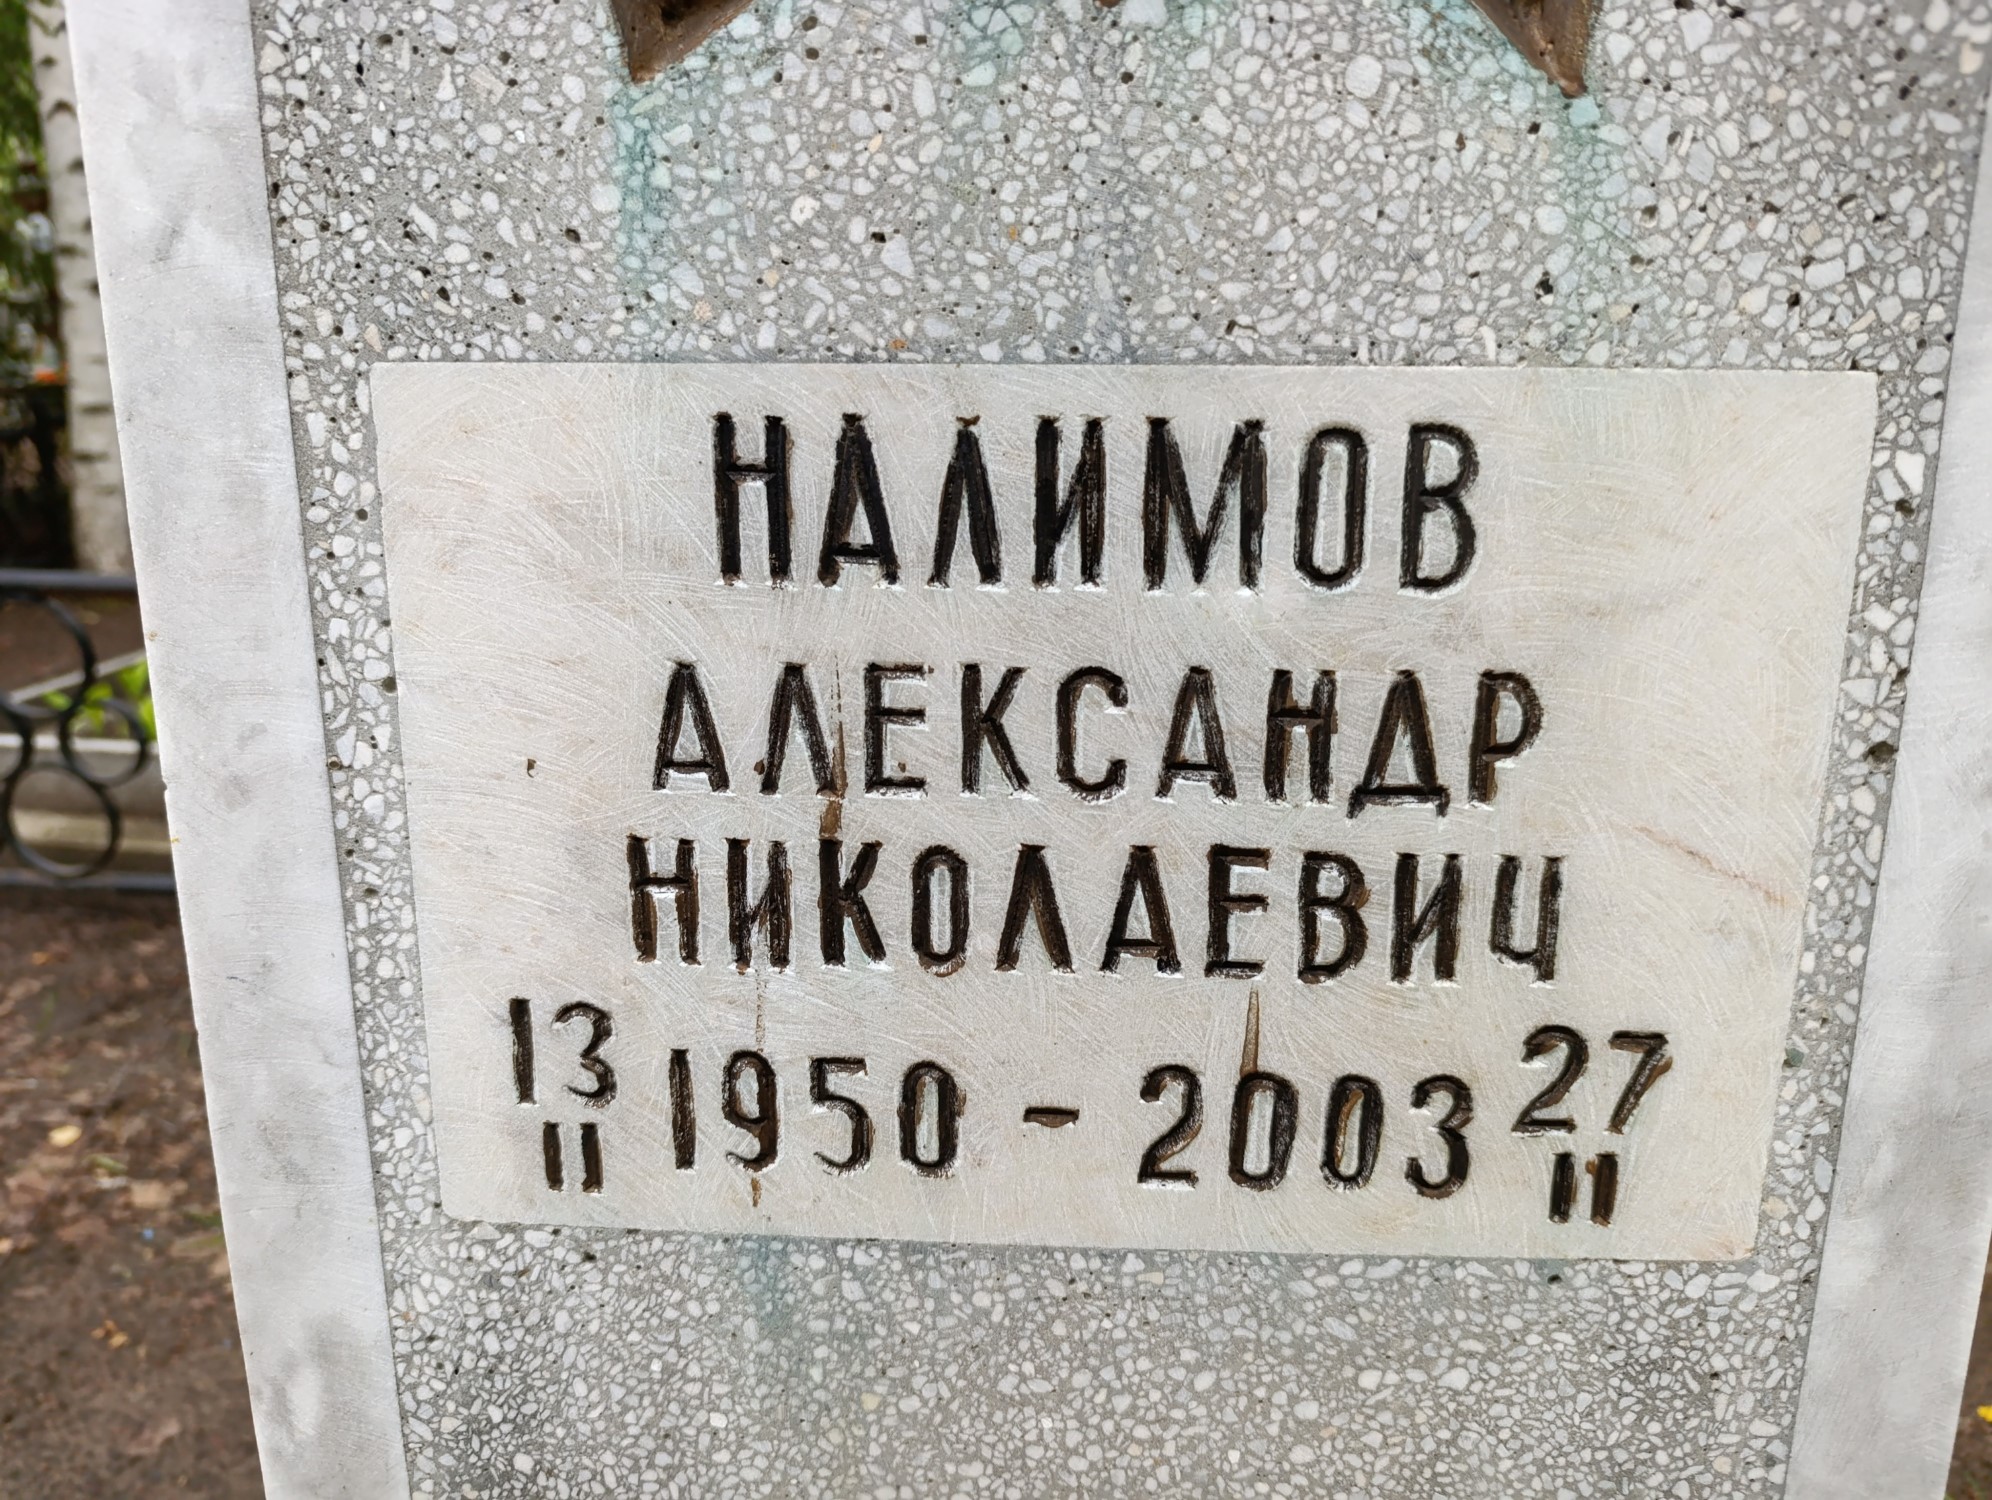 НАЛИМОВ
АЛЕКСАНДР
НИКОЛАЕВИЧ
13 1950 - 2003 27
II II